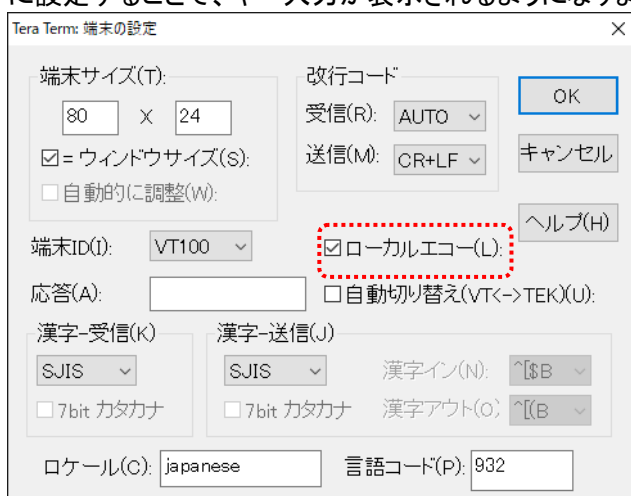 に設定することで、キー入力が表示されるようになりま
Tera Term: 端末の設定
端末サイズ(T):
80 X 24
=ウィンドウサイズ(S):
自動的に調整(W):
改行コード
受信(R): AUTO
送信(M): CR+LF
OK
キャンセル
ヘルプ(H)
端末ID(I): VT100
ローカルエコー(L):
応答(A):
自動切り替え(VT<->TEK)(U):
漢字-受信(K)
SJIS
7bit カタカナ
漢字-送信(J)
SJIS
7bit カタカナ
漢字イン(N): ^[$B
漢字アウト(O) ^[(B
ロケール(C): japanese
言語コード(P): 932